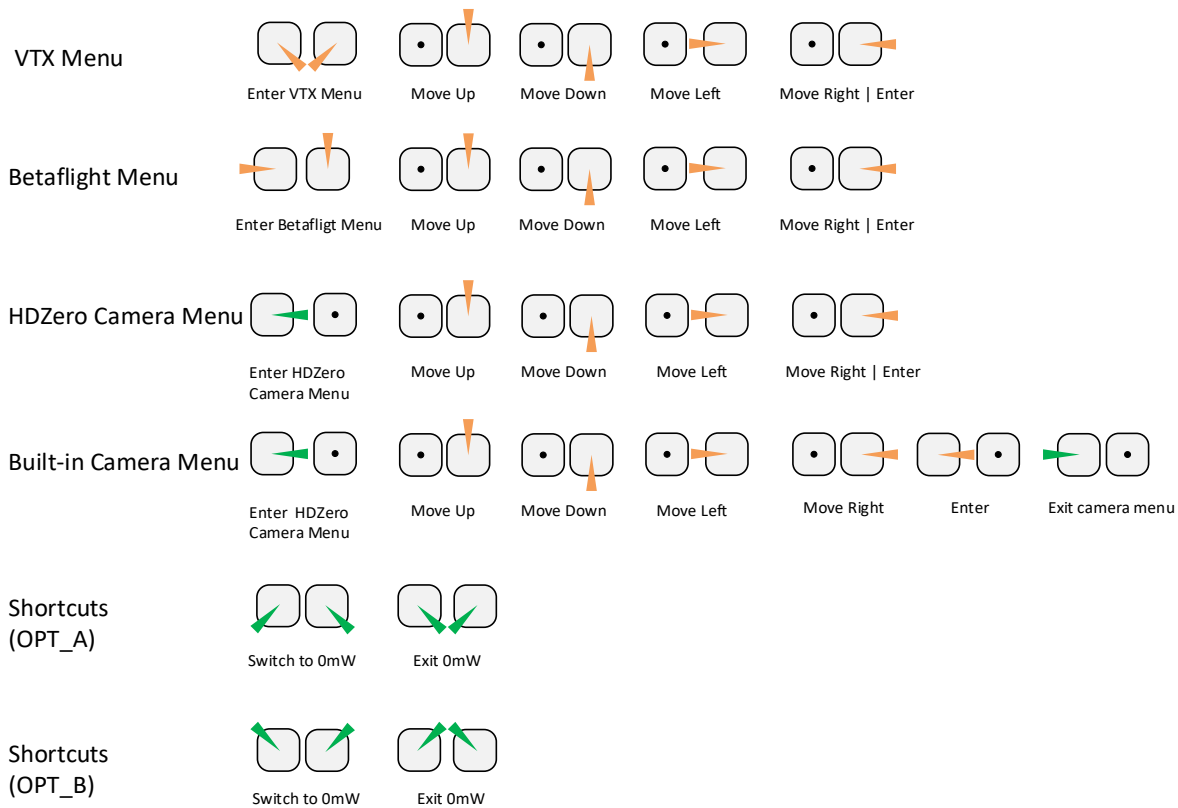 VTX Menu
Enter VTX Menu
Move Up
Move Down
Move Left
Move Right | Enter
Betaflight Menu
Enter Betafligt Menu
Move Up
Move Down
Move Left
Move Right | Enter
HDZero Camera Menu
Enter HDZero
Camera Menu
Move Up
Move Down
Move Left
Move Right | Enter
Built-in Camera Menu
Enter HDZero
Camera Menu
Move Up
Move Down
Move Left
Move Right
Enter
Exit camera menu
Shortcuts
(OPT_A)
Switch to 0mW
Exit 0mW
Shortcuts
(OPT_B)
Switch to 0mW
Exit 0mW